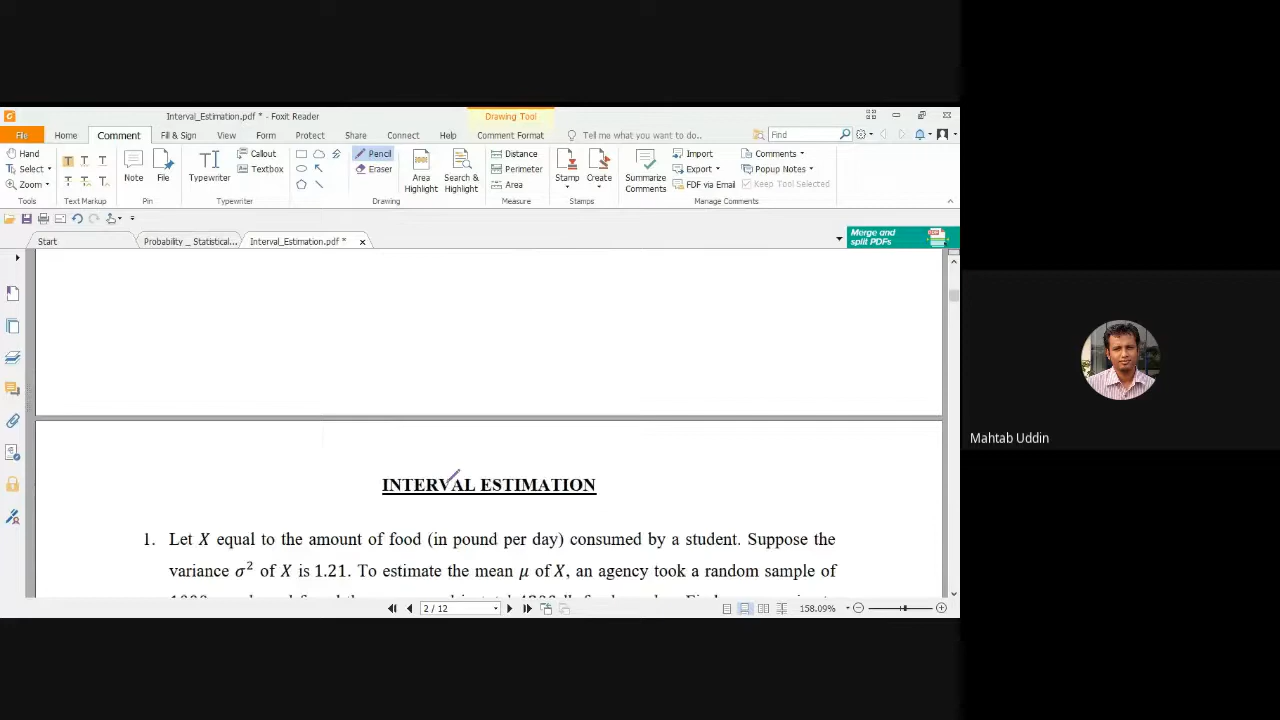 Interval_Estimation.pdf * - Foxit Reader
Drawing Tool
File Home Comment Fill & Sign View Form Protect Share Connect Help Comment Format Tell me what you want to do.. Find
Hand
Select
Zoom
Tools
T T T
T T T
Text Markup
Note
File
Pin
Typewriter
Callout
Textbox
Typewriter
Pencil
Eraser
Area Highlight
Search & Highlight
Drawing
Distance
Perimeter
Area
Measure
Stamp
Create
Stamps
Summarize Comments
Import
Export
FDF via Email
Comments
Popup Notes
Keep Tool Selected
Manage Comments
Start
Probability _ Statistical...
Interval_Estimation.pdf *
Merge and
split PDFs
INTERVAL ESTIMATION
1. Let X equal to the amount of food (in pound per day) consumed by a student. Suppose the
variance σ² of X is 1.21. To estimate the mean μ of X, an agency took a random sample of
2 / 12
158.09%
Mahtab Uddin